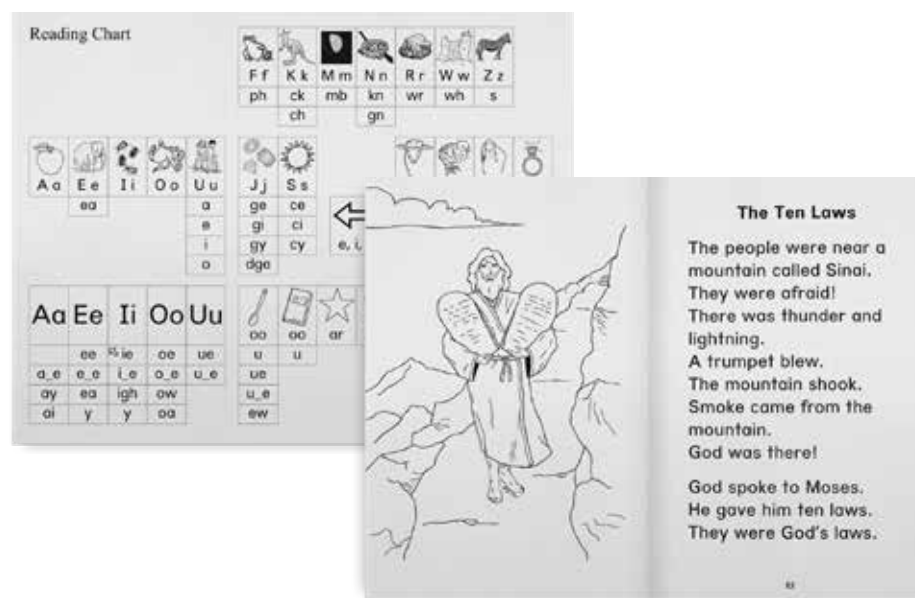 Reading Chart
F f K k M m N n R r W w Z z
ph ck mb kn wr wh s
ch gn
A a E e I i O o U u
ea a
e
i
o
J j S s
ge ce
gi ci
gy cy
dge
e, i,
Aa Ee Ii Oo Uu
ee ie oe ue
a_e e_e i_e o_e u_e
ay ea igh ow
ai y y oa
oo oo ar
u u
ue
u_e
ew
The Ten Laws
The people were near a
mountain called Sinai.
They were afraid!
There was thunder and
lightning.
A trumpet blew.
The mountain shook.
Smoke came from the
mountain.
God was there!
God spoke to Moses.
He gave him ten laws.
They were God's laws.